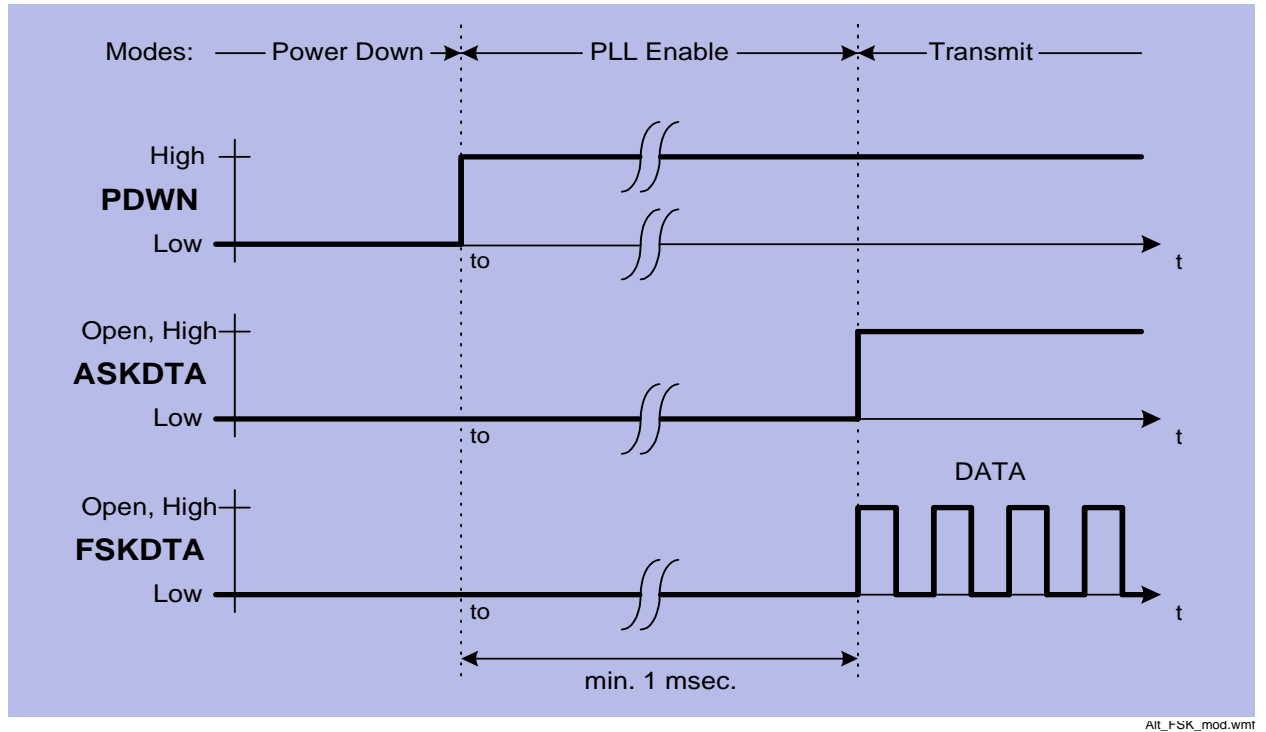 Modes: Power Down PLL Enable Transmit
High
PDWN
Low
to
t
Open, High
ASKDTA
Low
to
t
DATA
Open, High
FSKDTA
Low
to
t
min. 1 msec.
Alt_FSK_mod.wmf